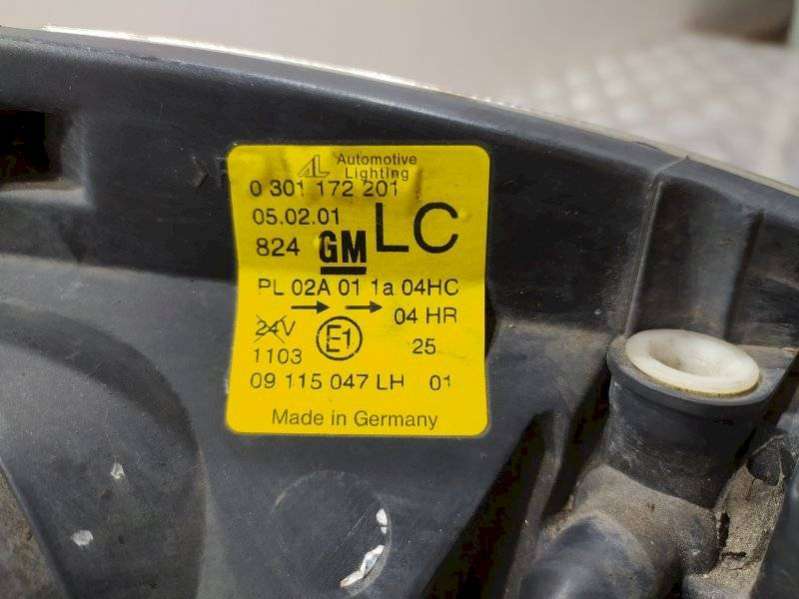 AL Automotive
Lighting
0 301 172 201
05.02.01
824 GM LC
PL 02A 01 1a 04HC
04 HR
24V E1
1103 25
09 115 047 LH 01
Made in Germany